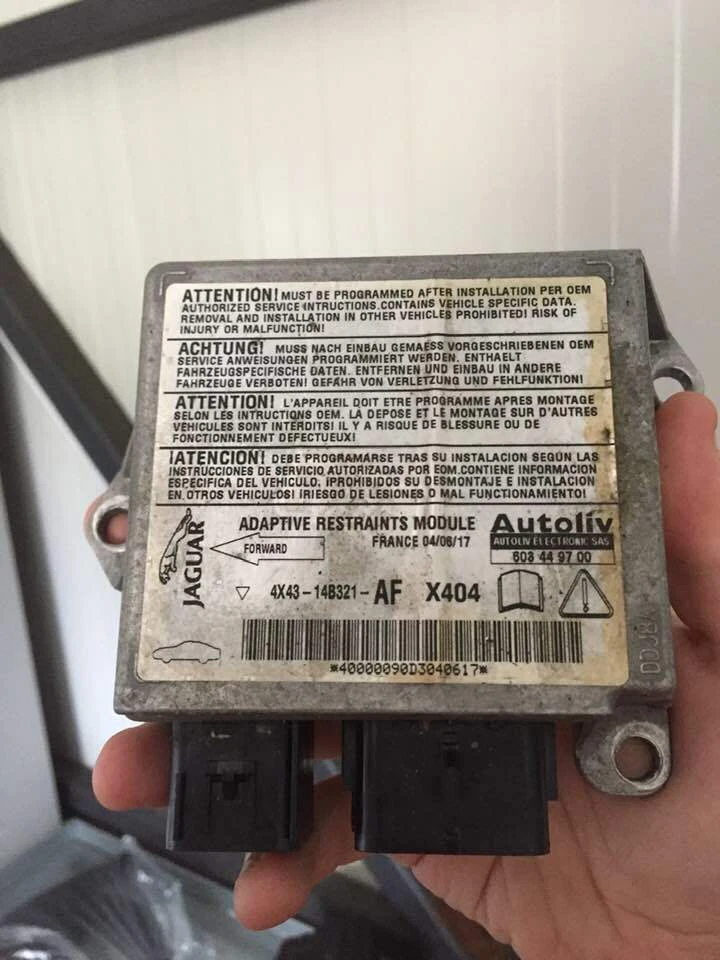 ATTENTION! MUST BE PROGRAMMED AFTER INSTALLATION PER OEM
AUTHORIZED SERVICE INTRUCTIONS. CONTAINS VEHICLE SPECIFIC DATA.
REMOVAL AND INSTALLATION IN OTHER VEHICLES PROHIBITED! RISK OF
INJURY OR MALFUNCTION!
ACHTUNG! MUSS NACH EINBAU GEMAESS VORGESCHRIEBENEN OEM
SERVICE ANWEISUNGEN PROGRAMMIERT WERDEN. ENTHAELT
FAHRZEUGSPECIFISCHE DATEN. ENTFERNEN UND EINBAU IN ANDERE
FAHRZEUGE VERBOTEN! GEFAHR VON VERLETZUNG UND FEHLFUNKTION!
ATTENTION! L'APPAREIL DOIT ETRE PROGRAMME APRES MONTAGE
SELON LES INTRUCTIONS OEM. LA DEPOSE ET LE MONTAGE SUR D'AUTRES
VEHICULES SONT INTERDITS! IL Y A RISQUE DE BLESSURE OU DE
FONCTIONNEMENT DEFECTUEUX!
¡ATENCION! DEBE PROGRAMARSE TRAS SU INSTALACION SEGÚN LAS
INSTRUCCIONES DE SERVICIO AUTORIZADAS POR EOM.CONTIENE INFORMACION
ESPECIFICA DEL VEHICULO. ¡PROHIBIDOS SU DESMONTAJE E INSTALACION
EN OTROS VEHICULOS! ¡RIESGO DE LESIONES O MAL FUNCTIONAMIENTO!
JAGUAR
ADAPTIVE RESTRAINTS MODULE
FORWARD
FRANCE 04/06/17
Autoliv
AUTOLIV ELECTRONIC SAS
603 44 97 00
4X43-14B321-AF X404
*40000090D3040617*